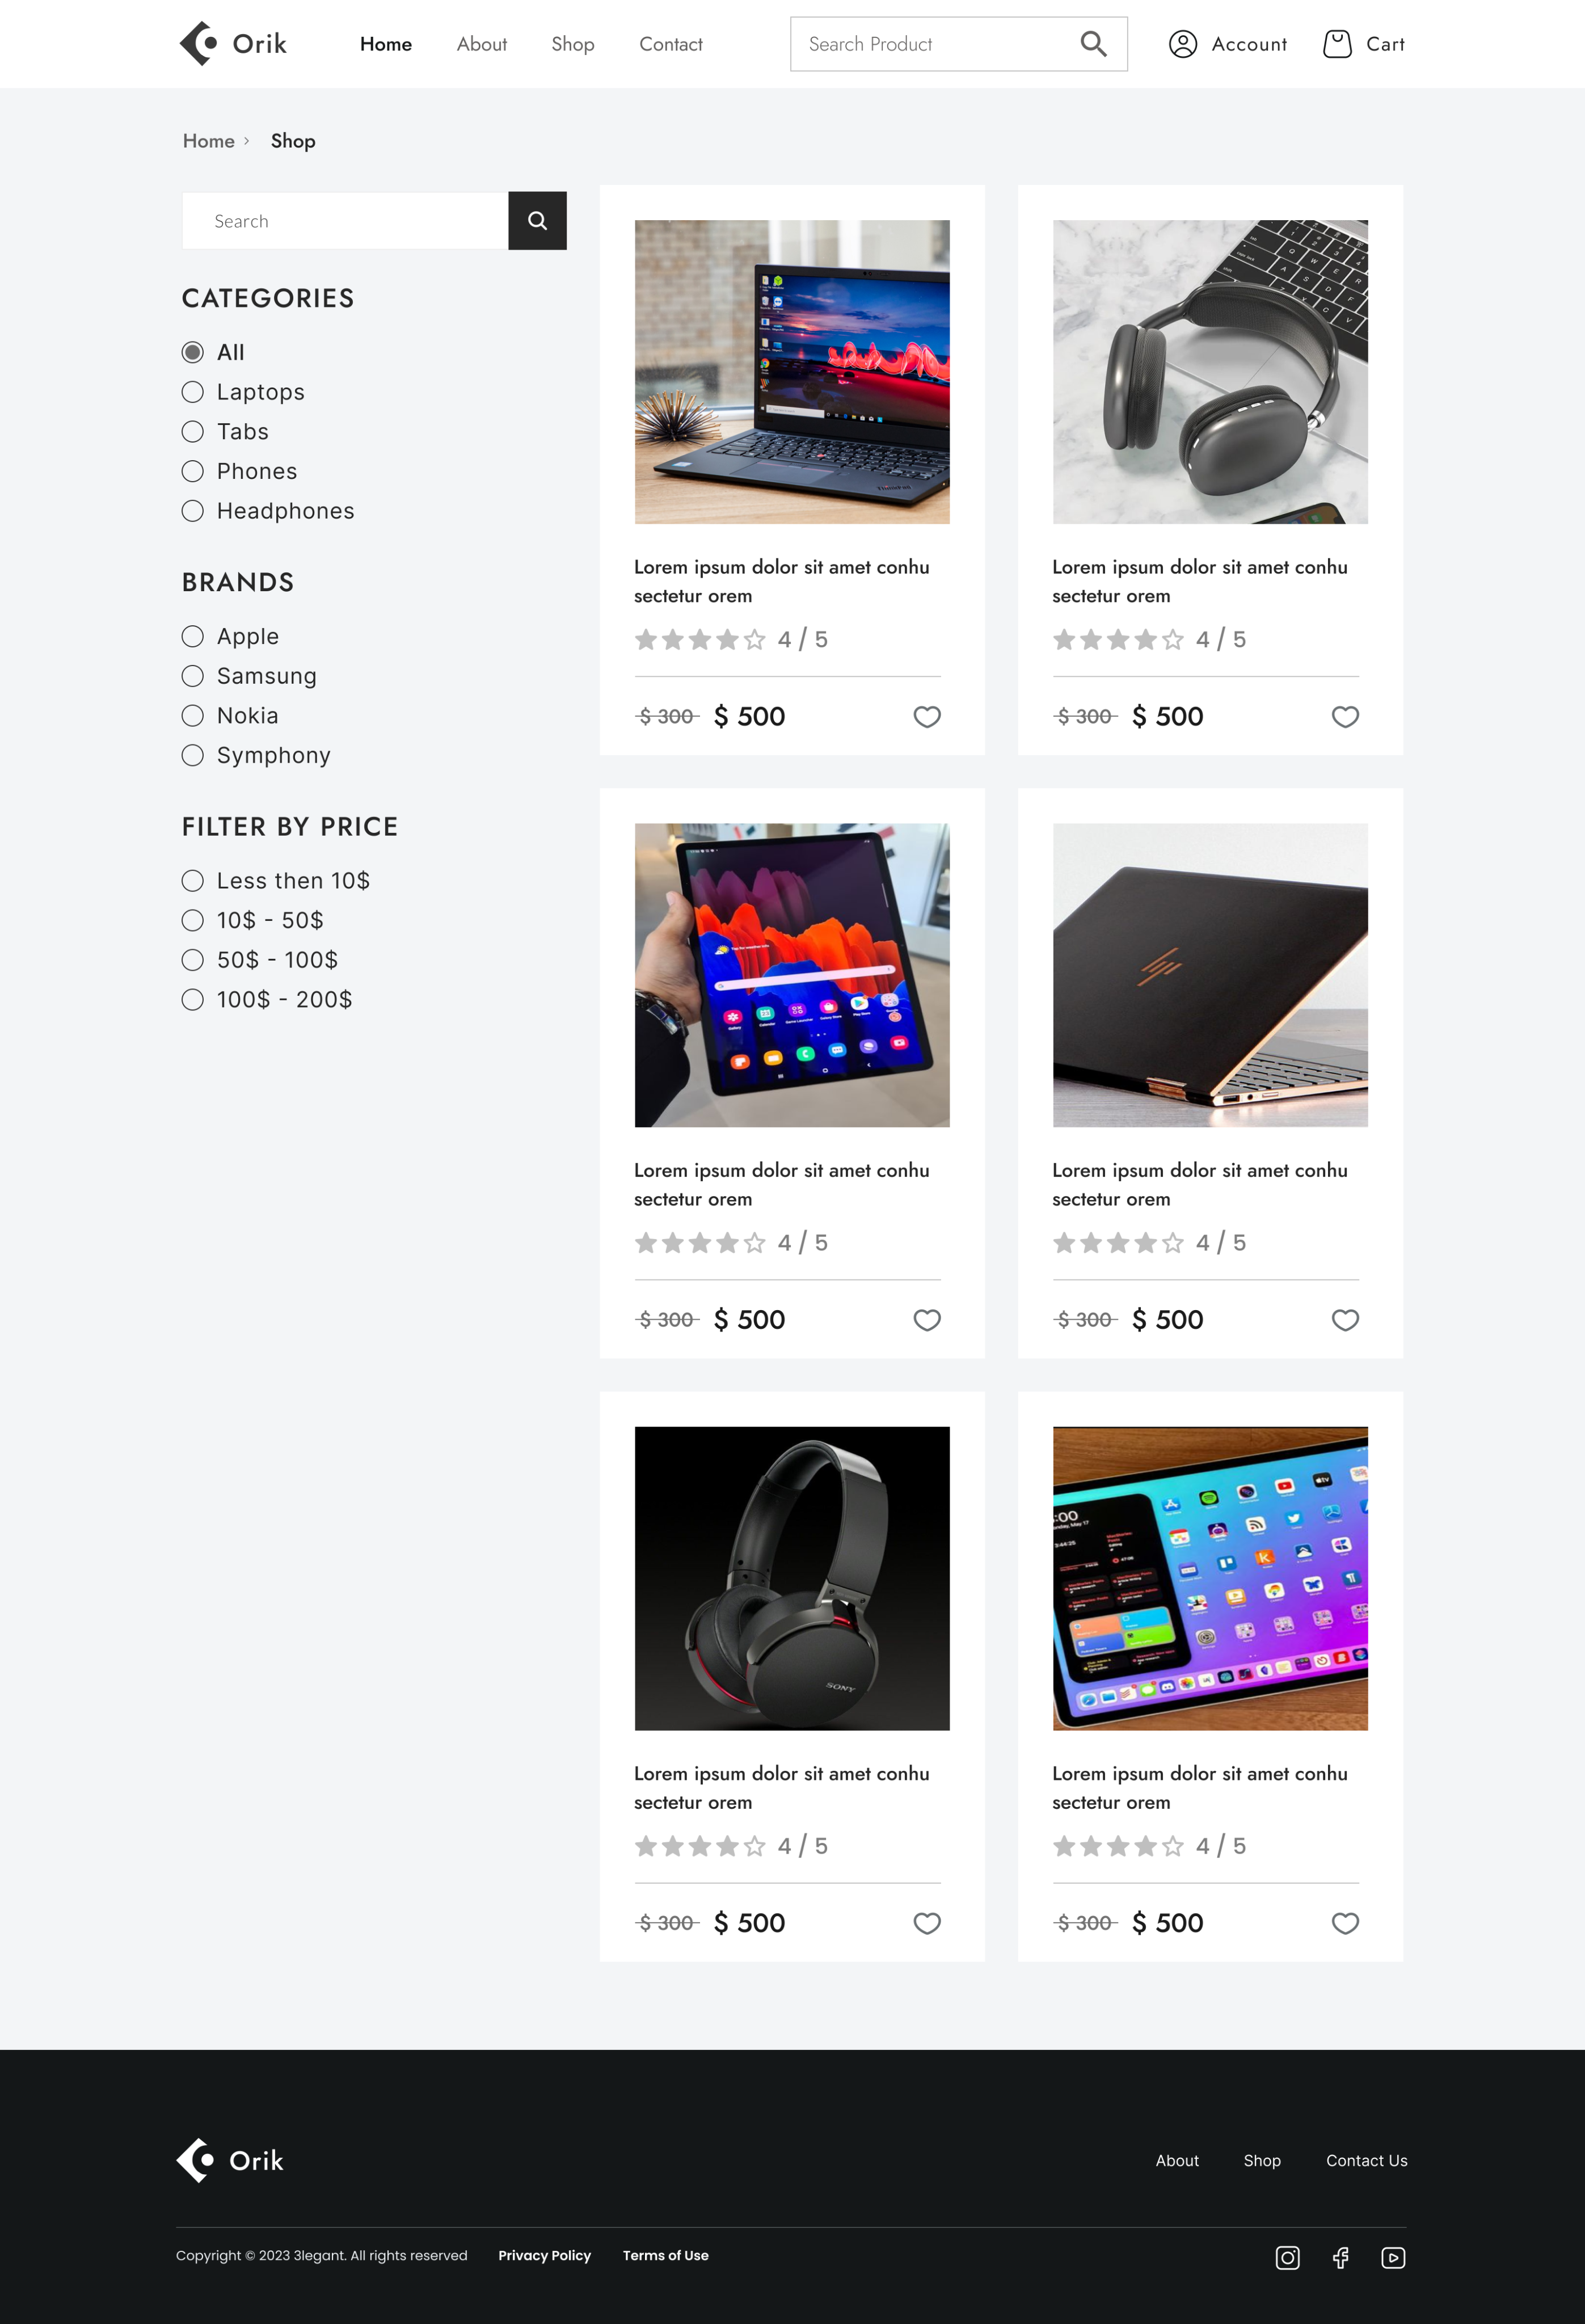 Orik
Home About Shop Contact
Search Product
Account
Cart
Home > Shop
Search
CATEGORIES
All
Laptops
Tabs
Phones
Headphones
BRANDS
Apple
Samsung
Nokia
Symphony
FILTER BY PRICE
Less then 10$
10$ - 50$
50$ - 100$
100$ - 200$
Lorem ipsum dolor sit amet conhu
sectetur orem
4 / 5
$ 300 $ 500
Lorem ipsum dolor sit amet conhu
sectetur orem
4 / 5
$ 300 $ 500
Lorem ipsum dolor sit amet conhu
sectetur orem
4 / 5
$ 300 $ 500
Lorem ipsum dolor sit amet conhu
sectetur orem
4 / 5
$ 300 $ 500
SONY
Lorem ipsum dolor sit amet conhu
sectetur orem
4 / 5
$ 300 $ 500
Lorem ipsum dolor sit amet conhu
sectetur orem
4 / 5
$ 300 $ 500
Orik
About Shop Contact Us
Copyright © 2023 3legant. All rights reserved Privacy Policy Terms of Use